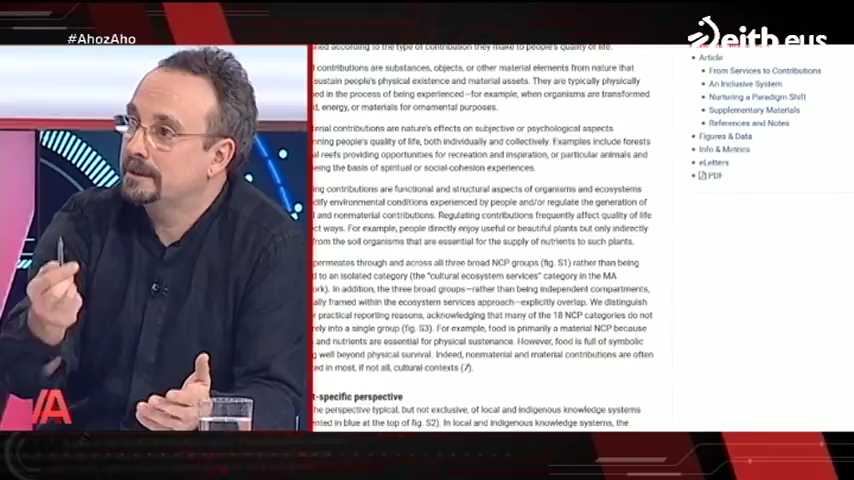 #AhozAho
eitb.eus
shed according to the type of contribution they make to people's quality of life.
l contributions are substances, objects, or other material elements from nature that
sustain people's physical existence and material assets. They are typically physically
ed in the process of being experienced—for example, when organisms are transformed
d, energy, or materials for ornamental purposes.
terial contributions are nature's effects on subjective or psychological aspects
nning people's quality of life, both individually and collectively. Examples include forests
al reefs providing opportunities for recreation and inspiration, or particular animals and
eing the basis of spiritual or social-cohesion experiences.
ing contributions are functional and structural aspects of organisms and ecosystems
dify environmental conditions experienced by people and/or regulate the generation of
l and nonmaterial contributions. Regulating contributions frequently affect quality of life
ect ways. For example, people directly enjoy useful or beautiful plants but only indirectly
from the soil organisms that are essential for the supply of nutrients to such plants.
permeates through and across all three broad NCP groups (fig. S1) rather than being
d to an isolated category (the "cultural ecosystem services" category in the MA
ork). In addition, the three broad groups—rather than being independent compartments,
ally framed within the ecosystem services approach—explicitly overlap. We distinguish
r practical reporting reasons, acknowledging that many of the 18 NCP categories do not
rely into a single group (fig. S3). For example, food is primarily a material NCP because
and nutrients are essential for physical sustenance. However, food is full of symbolic
g well beyond physical survival. Indeed, nonmaterial and material contributions are often
ed in most, if not all, cultural contexts (7).
t-specific perspective
he perspective typical, but not exclusive, of local and indigenous knowledge systems
ented in blue at the top of fig. S2). In local and indigenous knowledge systems, the
Article
From Services to Contributions
An Inclusive System
Nurturing a Paradigm Shift
Supplementary Materials
References and Notes
Figures & Data
Info & Metrics
eLetters
PDF